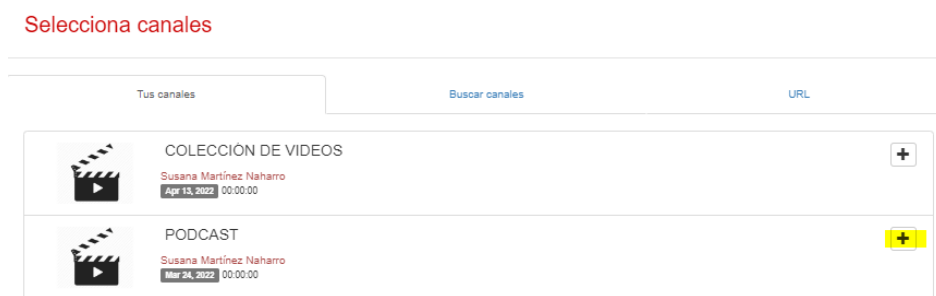 Selecciona canales
Tus canales Buscar canales URL
COLECCIÓN DE VIDEOS
Susana Martínez Naharro
Apr 13, 2022 00:00:00
PODCAST
Susana Martínez Naharro
Mar 24, 2022 00:00:00